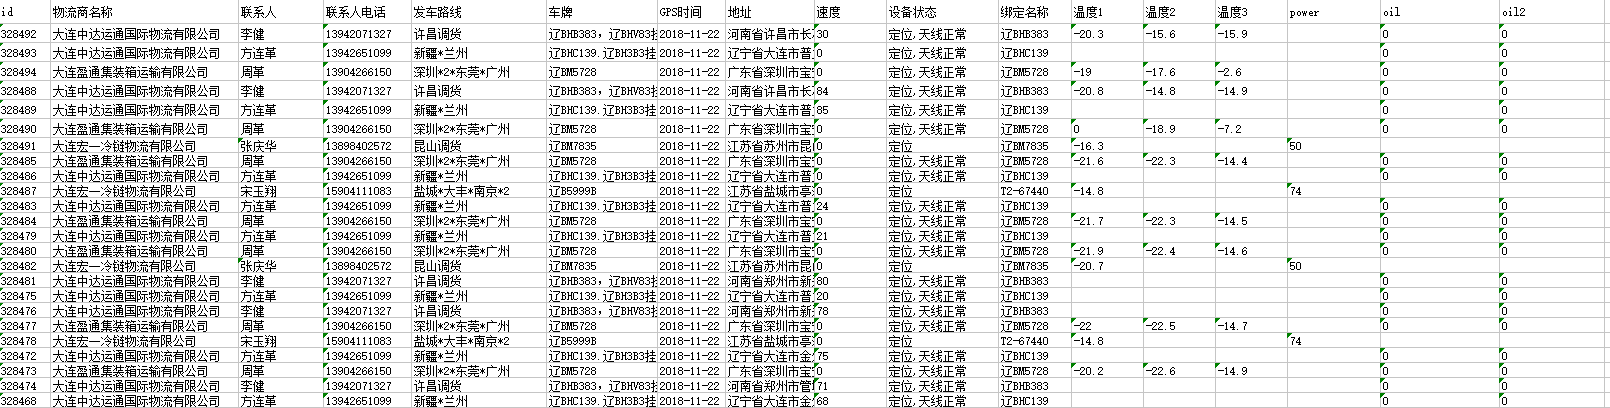 id 物流商名称 联系人 联系人电话 发车路线 车牌 GPS时间 地址 速度 设备状态 绑定名称 温度1 温度2 温度3 power oil oil2
328492 大连中达运通国际物流有限公司 李健 13942071327 许昌调货 辽BHB383，辽BHV83挂 2018-11-22 河南省许昌市长 30 定位,天线正常 辽BHB383 -20.3 -15.6 -15.9 0 0
328493 大连中达运通国际物流有限公司 方连革 13942651099 新疆*兰州 辽BHC139.辽BH3B3挂 2018-11-22 辽宁省大连市普 0 定位,天线正常 辽BHC139 0 0
328494 大连盈通集装箱运输有限公司 周革 13904266150 深圳*2*东莞*广州 辽BM5728 2018-11-22 广东省深圳市宝 0 定位,天线正常 辽BM5728 -19 -17.6 -2.6 0 0
328488 大连中达运通国际物流有限公司 李健 13942071327 许昌调货 辽BHB383，辽BHV83挂 2018-11-22 河南省许昌市长 84 定位,天线正常 辽BHB383 -20.8 -14.8 -14.9 0 0
328489 大连中达运通国际物流有限公司 方连革 13942651099 新疆*兰州 辽BHC139.辽BH3B3挂 2018-11-22 辽宁省大连市普 85 定位,天线正常 辽BHC139 0 0
328490 大连盈通集装箱运输有限公司 周革 13904266150 深圳*2*东莞*广州 辽BM5728 2018-11-22 广东省深圳市宝 0 定位,天线正常 辽BM5728 0 -18.9 -7.2 0 0
328491 大连宏一冷链物流有限公司 张庆华 13898402572 昆山调货 辽BM7835 2018-11-22 江苏省苏州市昆 0 定位 辽BM7835 -16.3 50
328485 大连盈通集装箱运输有限公司 周革 13904266150 深圳*2*东莞*广州 辽BM5728 2018-11-22 广东省深圳市宝 0 定位,天线正常 辽BM5728 -21.6 -22.3 -14.4 0 0
328486 大连中达运通国际物流有限公司 方连革 13942651099 新疆*兰州 辽BHC139.辽BH3B3挂 2018-11-22 辽宁省大连市普 0 定位,天线正常 辽BHC139 0 0
328487 大连宏一冷链物流有限公司 宋玉翔 15904111083 盐城*大丰*南京*2 辽B5999B 2018-11-22 江苏省盐城市亭 0 定位 T2-67440 -14.8 74
328483 大连中达运通国际物流有限公司 方连革 13942651099 新疆*兰州 辽BHC139.辽BH3B3挂 2018-11-22 辽宁省大连市普 24 定位,天线正常 辽BHC139 0 0
328484 大连盈通集装箱运输有限公司 周革 13904266150 深圳*2*东莞*广州 辽BM5728 2018-11-22 广东省深圳市宝 0 定位,天线正常 辽BM5728 -21.7 -22.3 -14.5 0 0
328479 大连中达运通国际物流有限公司 方连革 13942651099 新疆*兰州 辽BHC139.辽BH3B3挂 2018-11-22 辽宁省大连市普 21 定位,天线正常 辽BHC139 0 0
328480 大连盈通集装箱运输有限公司 周革 13904266150 深圳*2*东莞*广州 辽BM5728 2018-11-22 广东省深圳市宝 0 定位,天线正常 辽BM5728 -21.9 -22.4 -14.6 0 0
328482 大连宏一冷链物流有限公司 张庆华 13898402572 昆山调货 辽BM7835 2018-11-22 江苏省苏州市昆 0 定位 辽BM7835 -20.7 50
328481 大连中达运通国际物流有限公司 李健 13942071327 许昌调货 辽BHB383，辽BHV83挂 2018-11-22 河南省郑州市新 80 定位,天线正常 辽BHB383 0 0
328475 大连中达运通国际物流有限公司 方连革 13942651099 新疆*兰州 辽BHC139.辽BH3B3挂 2018-11-22 辽宁省大连市普 20 定位,天线正常 辽BHC139 0 0
328476 大连中达运通国际物流有限公司 李健 13942071327 许昌调货 辽BHB383，辽BHV83挂 2018-11-22 河南省郑州市新 78 定位,天线正常 辽BHB383 0 0
328477 大连盈通集装箱运输有限公司 周革 13904266150 深圳*2*东莞*广州 辽BM5728 2018-11-22 广东省深圳市宝 0 定位,天线正常 辽BM5728 -22 -22.5 -14.7 0 0
328478 大连宏一冷链物流有限公司 宋玉翔 15904111083 盐城*大丰*南京*2 辽B5999B 2018-11-22 江苏省盐城市亭 0 定位 T2-67440 -14.8 74
328472 大连中达运通国际物流有限公司 方连革 13942651099 新疆*兰州 辽BHC139.辽BH3B3挂 2018-11-22 辽宁省大连市金 75 定位,天线正常 辽BHC139 0 0
328473 大连盈通集装箱运输有限公司 周革 13904266150 深圳*2*东莞*广州 辽BM5728 2018-11-22 广东省深圳市宝 0 定位,天线正常 辽BM5728 -20.2 -22.6 -14.9 0 0
328474 大连中达运通国际物流有限公司 李健 13942071327 许昌调货 辽BHB383，辽BHV83挂 2018-11-22 河南省郑州市管 71 定位,天线正常 辽BHB383 0 0
328468 大连中达运通国际物流有限公司 方连革 13942651099 新疆*兰州 辽BHC139.辽BH3B3挂 2018-11-22 辽宁省大连市金 68 定位,天线正常 辽BHC139 0 0